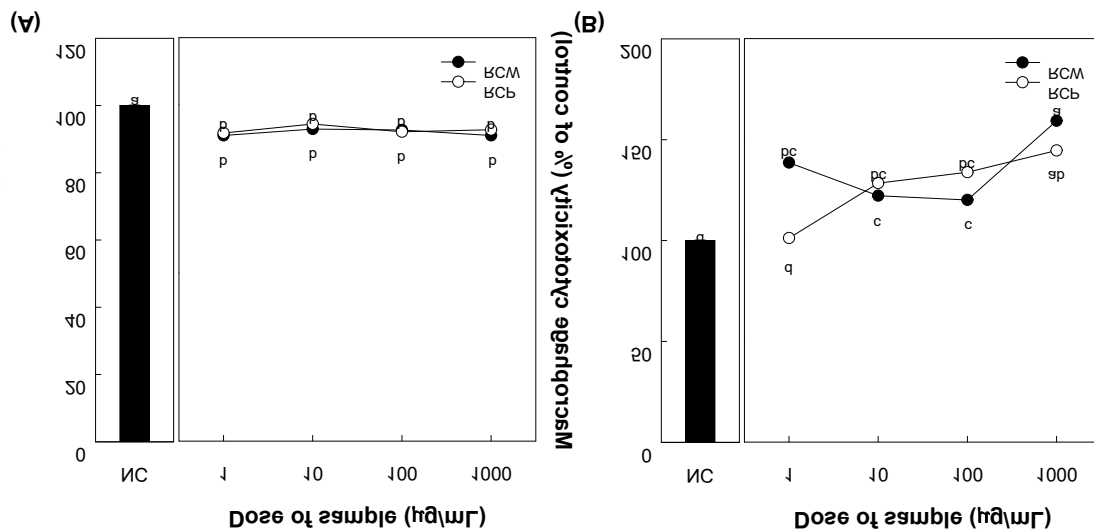 (A)
120
100
80
60
40
20
0
a
RCW
RCP
b b b b
b b b b
NC
1 10 100 1000
Dose of sample (μg/mL)
(B)
Macrophage cytotoxicity (% of control)
200
150
100
50
0
d
RCW
RCP
a
bc bc bc
ab
c c
d
NC
1 10 100 1000
Dose of sample (μg/mL)